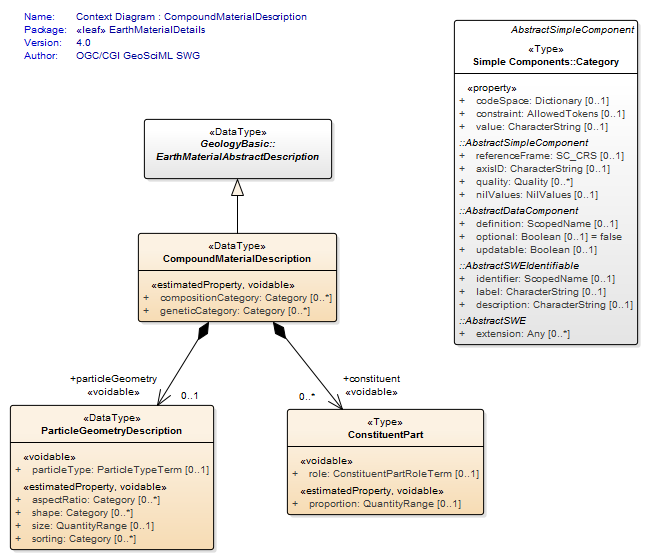 Name: Context Diagram : CompoundMaterialDescription
Package: «leaf» EarthMaterialDetails
Version: 4.0
Author: OGC/CGI GeoSciML SWG
AbstractSimpleComponent
«Type»
Simple Components::Category
«property»
+ codeSpace: Dictionary [0..1]
+ constraint: AllowedTokens [0..1]
+ value: CharacterString [0..1]
::AbstractSimpleComponent
+ referenceFrame: SC_CRS [0..1]
+ axisID: CharacterString [0..1]
+ quality: Quality [0..*]
+ nilValues: NilValues [0..1]
::AbstractDataComponent
+ definition: ScopedName [0..1]
+ optional: Boolean [0..1] = false
+ updatable: Boolean [0..1]
::AbstractSWEIdentifiable
+ identifier: ScopedName [0..1]
+ label: CharacterString [0..1]
+ description: CharacterString [0..1]
::AbstractSWE
+ extension: Any [0..*]
«DataType»
GeologyBasic::
EarthMaterialAbstractDescription
«DataType»
CompoundMaterialDescription
«estimatedProperty, voidable»
+ compositionCategory: Category [0..*]
+ geneticCategory: Category [0..*]
+particleGeometry
«voidable»
0..1
+constituent
«voidable»
0..*
«DataType»
ParticleGeometryDescription
«voidable»
+ particleType: ParticleTypeTerm [0..1]
«estimatedProperty, voidable»
+ aspectRatio: Category [0..*]
+ shape: Category [0..*]
+ size: QuantityRange [0..1]
+ sorting: Category [0..*]
«Type»
ConstituentPart
«voidable»
+ role: ConstituentPartRoleTerm [0..1]
«estimatedProperty, voidable»
+ proportion: QuantityRange [0..1]